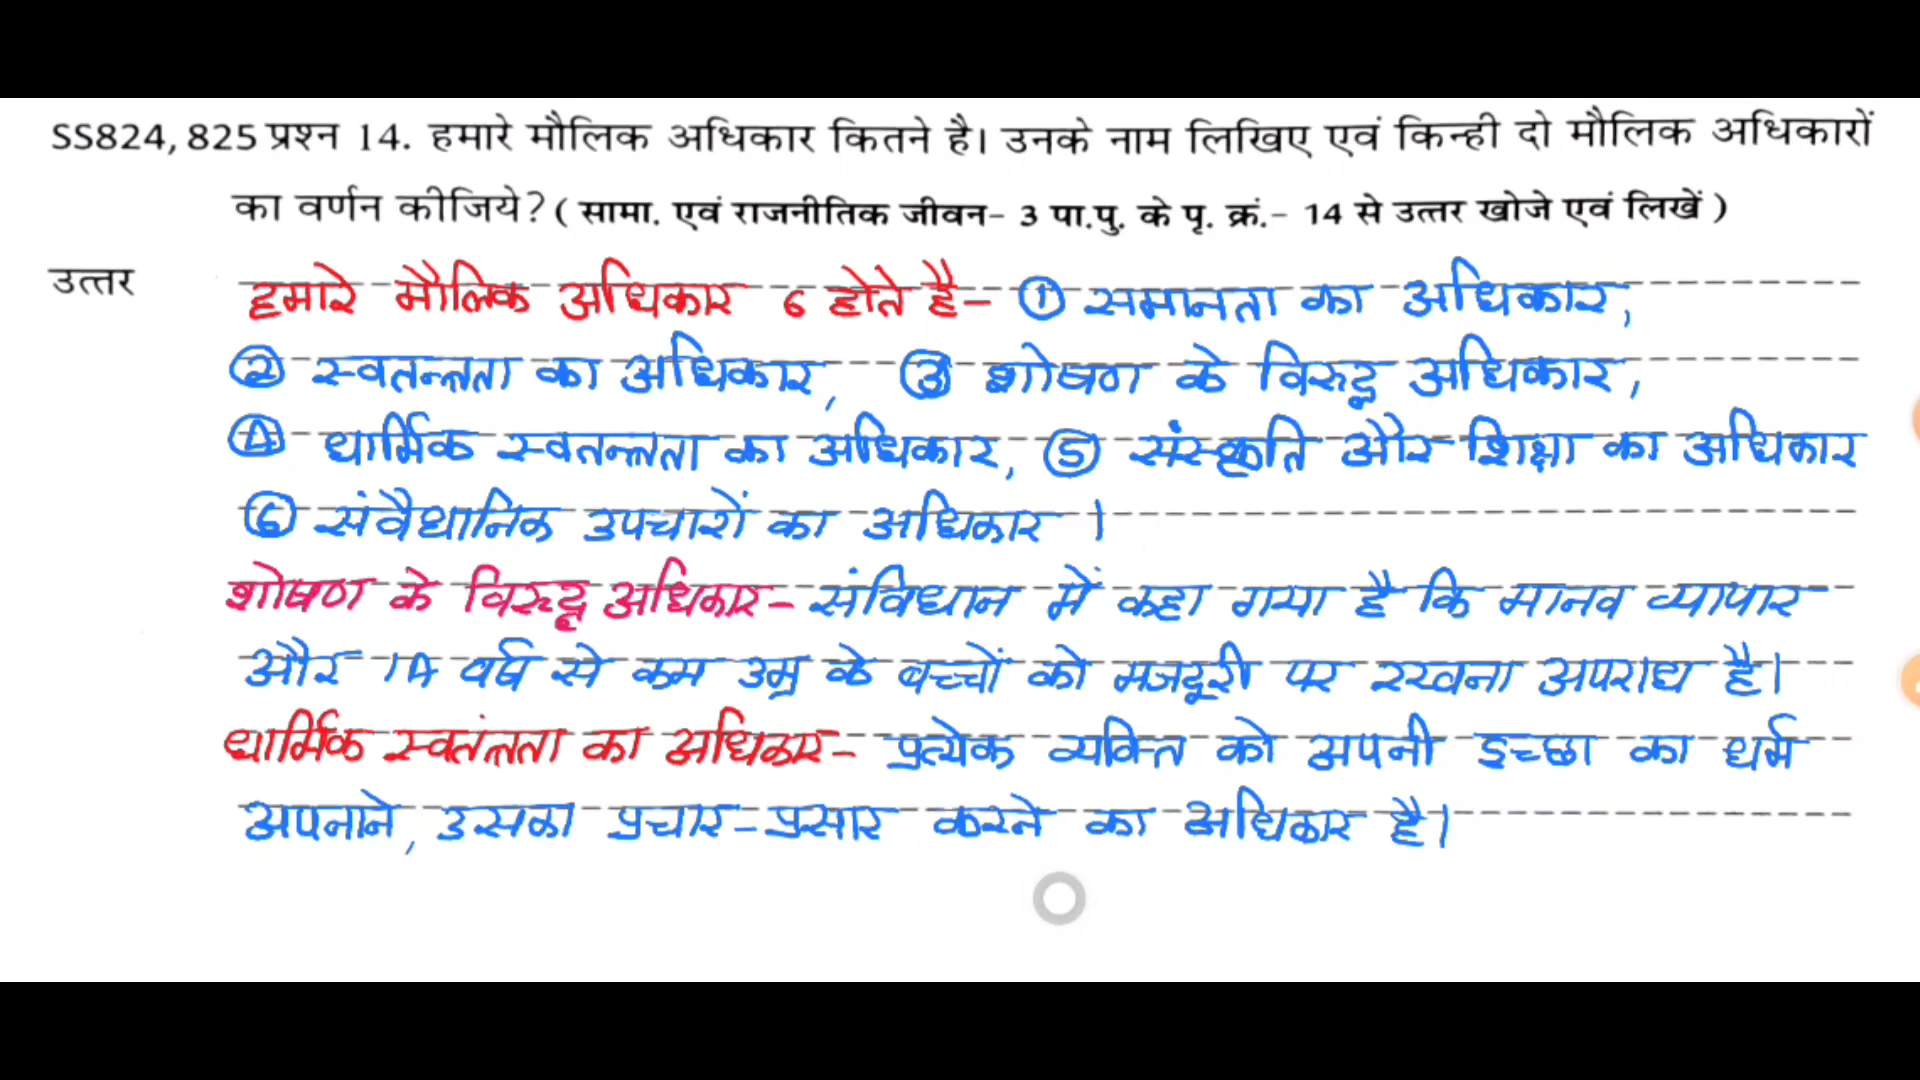 SS824, 825 प्रश्न 14. हमारे मौलिक अधिकार कितने है। उनके नाम लिखिए एवं किन्ही दो मौलिक अधिकारों
का वर्णन कीजिये? ( सामा. एवं राजनीतिक जीवन- 3 पा.पु. के पृ. क्रं.- 14 से उत्तर खोजे एवं लिखें )
उत्तर हमारे मौलिक अधिकार 6 होते है- ① समानता का अधिकार,
② स्वतन्त्रता का अधिकार, ③ शोषण के विरुद्ध अधिकार,
④ धार्मिक स्वतन्त्रता का अधिकार, ⑤ संस्कृति और शिक्षा का अधिकार
⑥ संवैधानिक उपचारों का अधिकार ।
शोषण के विरुद्ध अधिकार- संविधान में कहा गया है कि मानव व्यापार
और 14 वर्ष से कम उम्र के बच्चों को मजदूरी पर रखना अपराध है।
धार्मिक स्वतंत्रता का अधिकार- प्रत्येक व्यक्ति को अपनी इच्छा का धर्म
अपनाने, उसका प्रचार-प्रसार करने का अधिकार है।